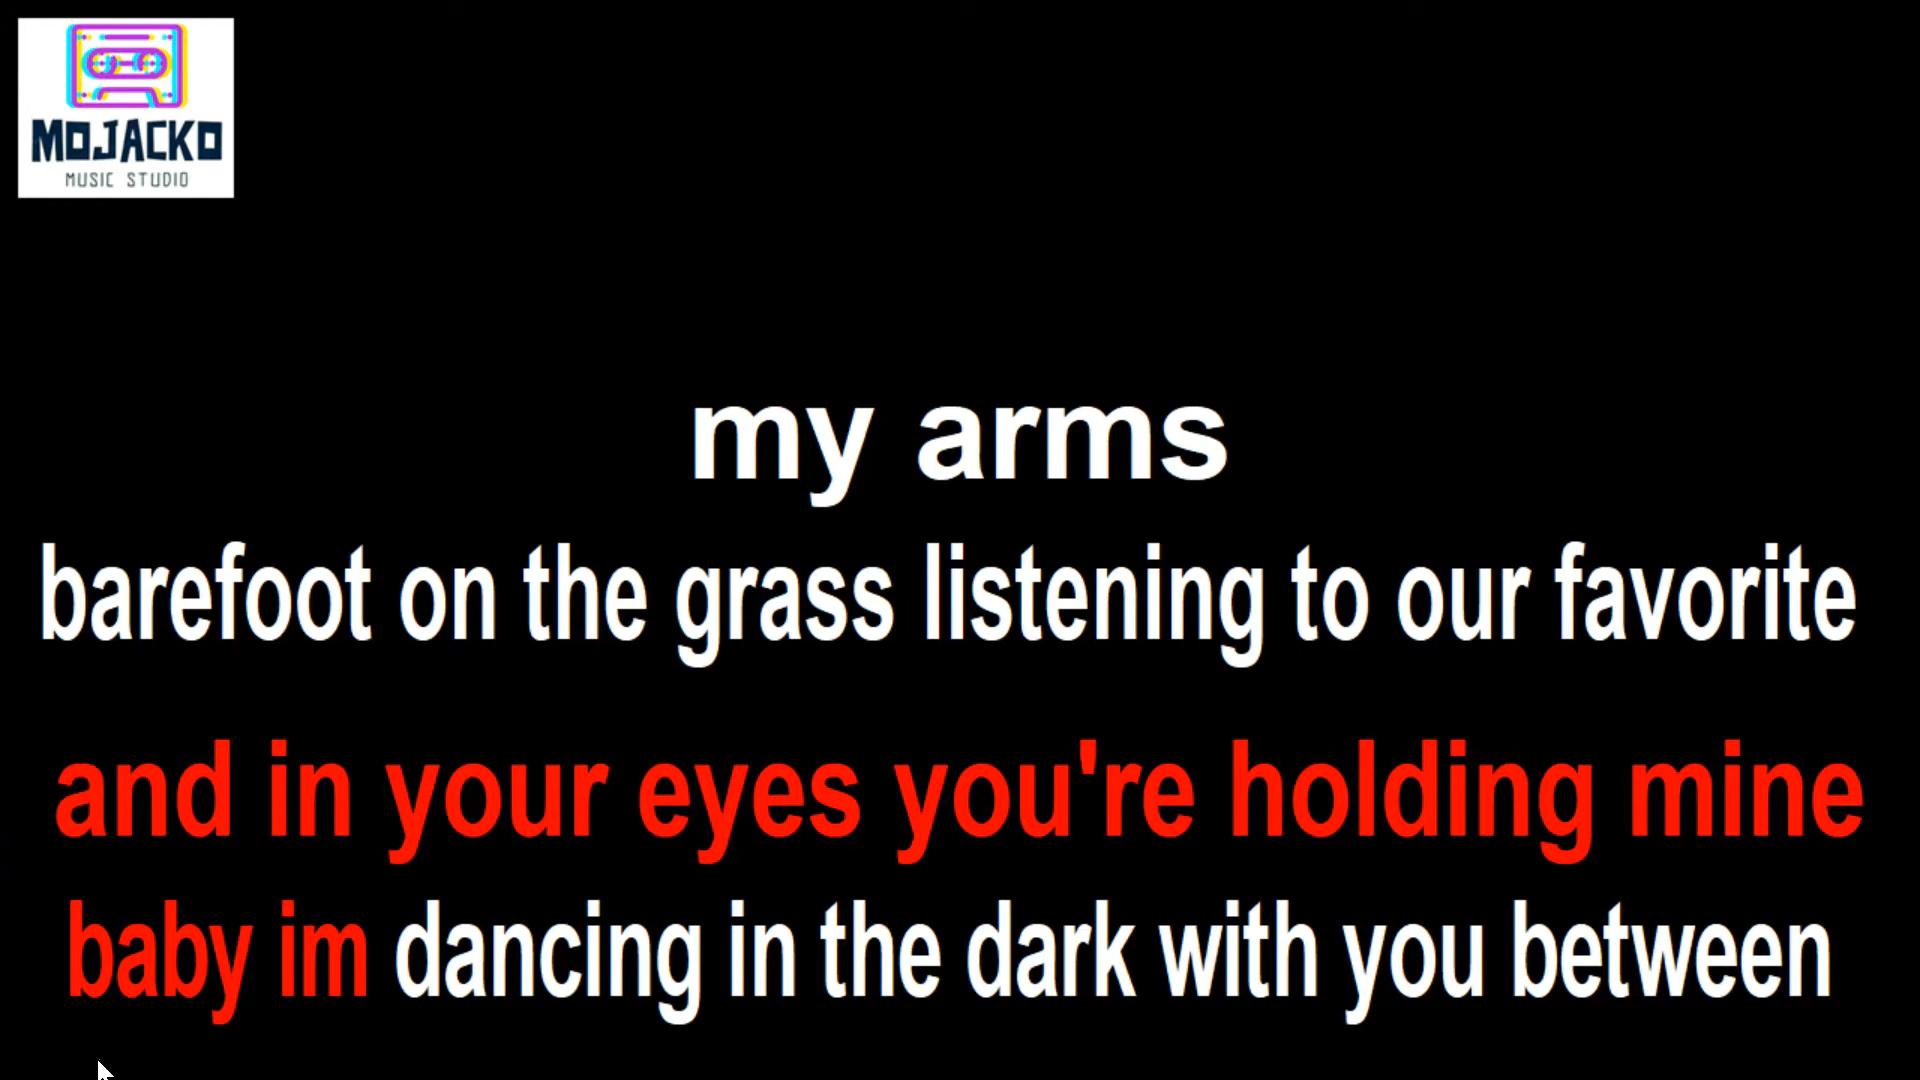 MOJACKO
MUSIC STUDIO
my arms
barefoot on the grass listening to our favorite
and in your eyes you're holding mine
baby im dancing in the dark with you between